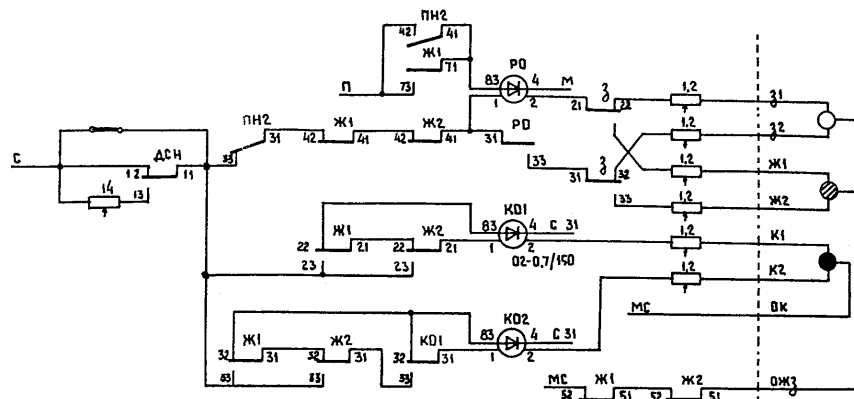 ПН2
42 41
Ж1
71
П 73
РО
83 4 М
1 2
З
21 22
1,2
З1
ПН2
33 31
Ж1
42 41
Ж2
42 41
31
РО
33
З
31 32
33
1,2
З2
1,2
Ж1
1,2
Ж2
С
ДСН
12 11
13
14
КО1
83 4 С 31
1 2
02-0,7/150
Ж1
22 21
23
Ж2
22 21
23
1,2
К1
1,2
К2
МС ОК
КО2
83 4 С 31
1 2
Ж1
32 31
33
Ж2
32 31
33
КО1
32 31
33
МС
Ж1
52 51
Ж2
52 51
ОЖЗ